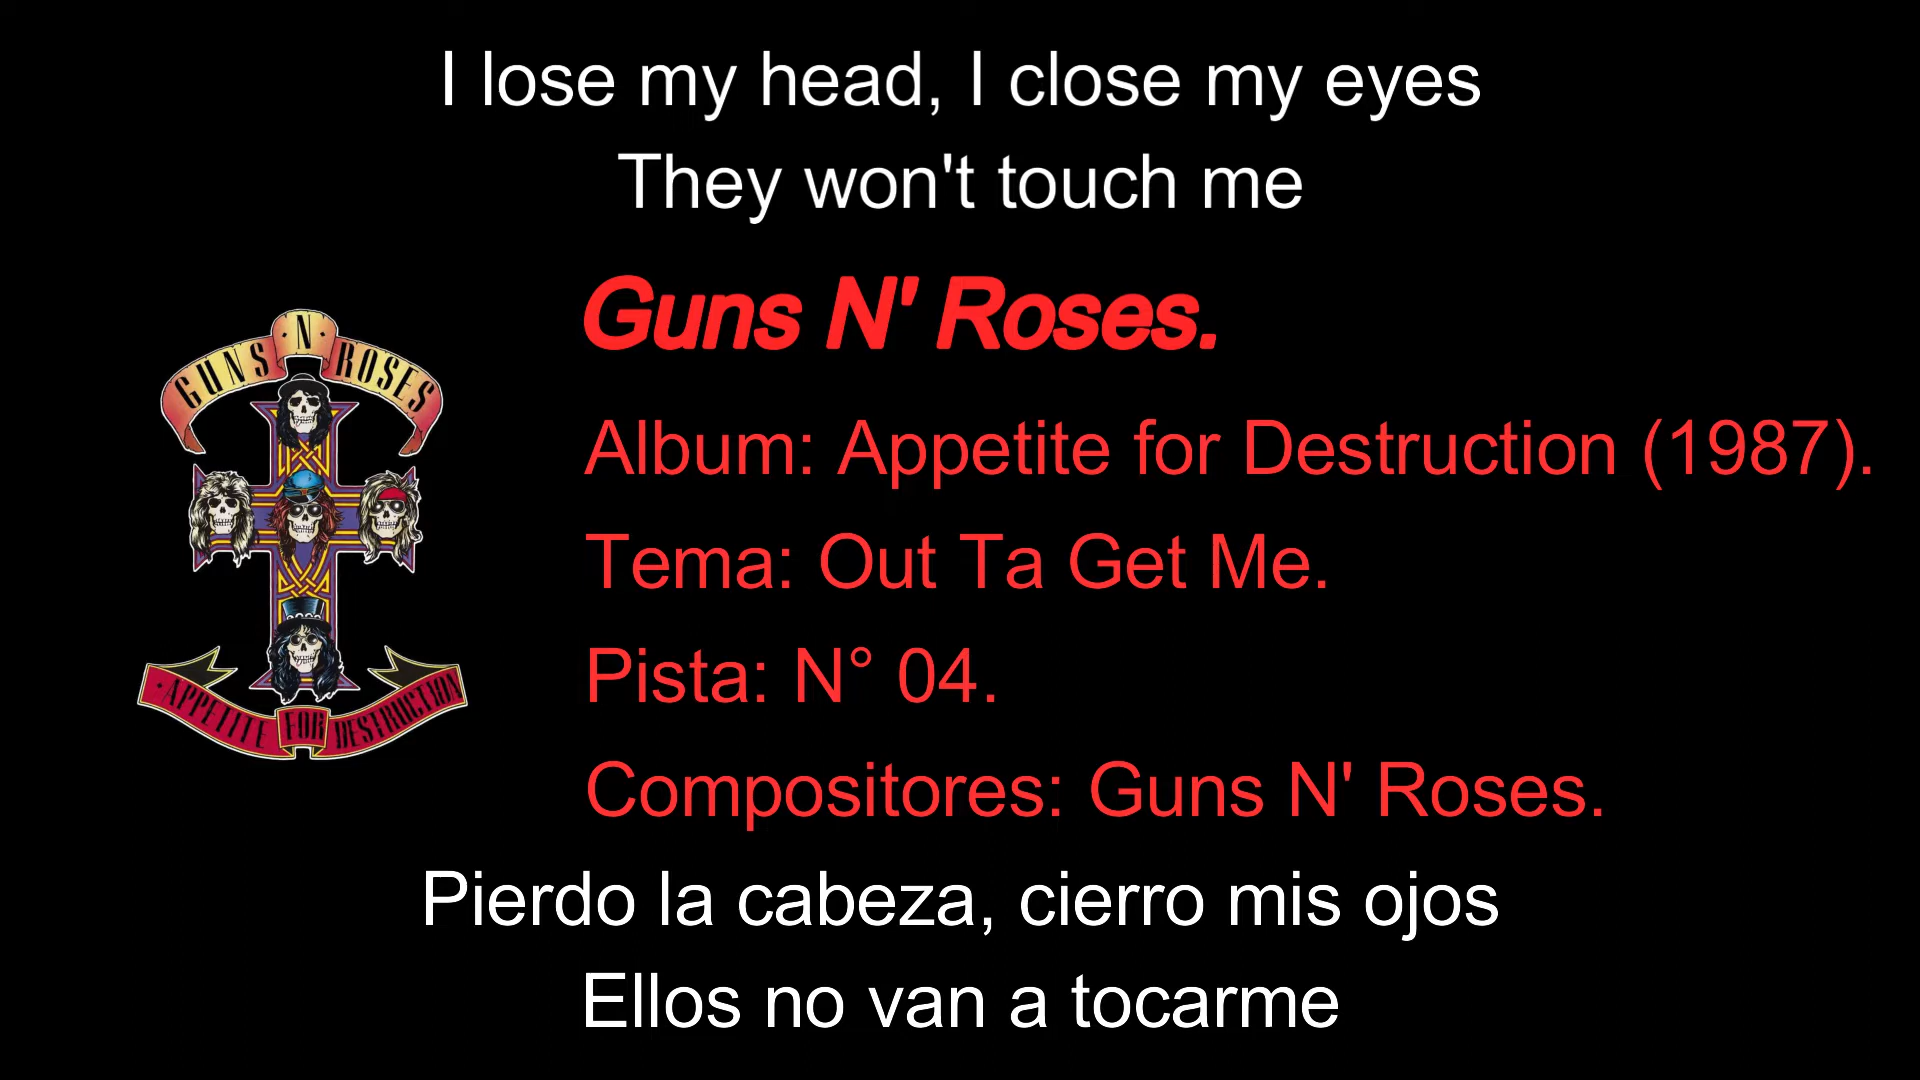 I lose my head, I close my eyes
They won't touch me
Guns N' Roses.
GUNS ·N· ROSES
Album: Appetite for Destruction (1987).
Tema: Out Ta Get Me.
Pista: N° 04.
·APPETITE FOR DESTRUCTION
Compositores: Guns N' Roses.
Pierdo la cabeza, cierro mis ojos
Ellos no van a tocarme